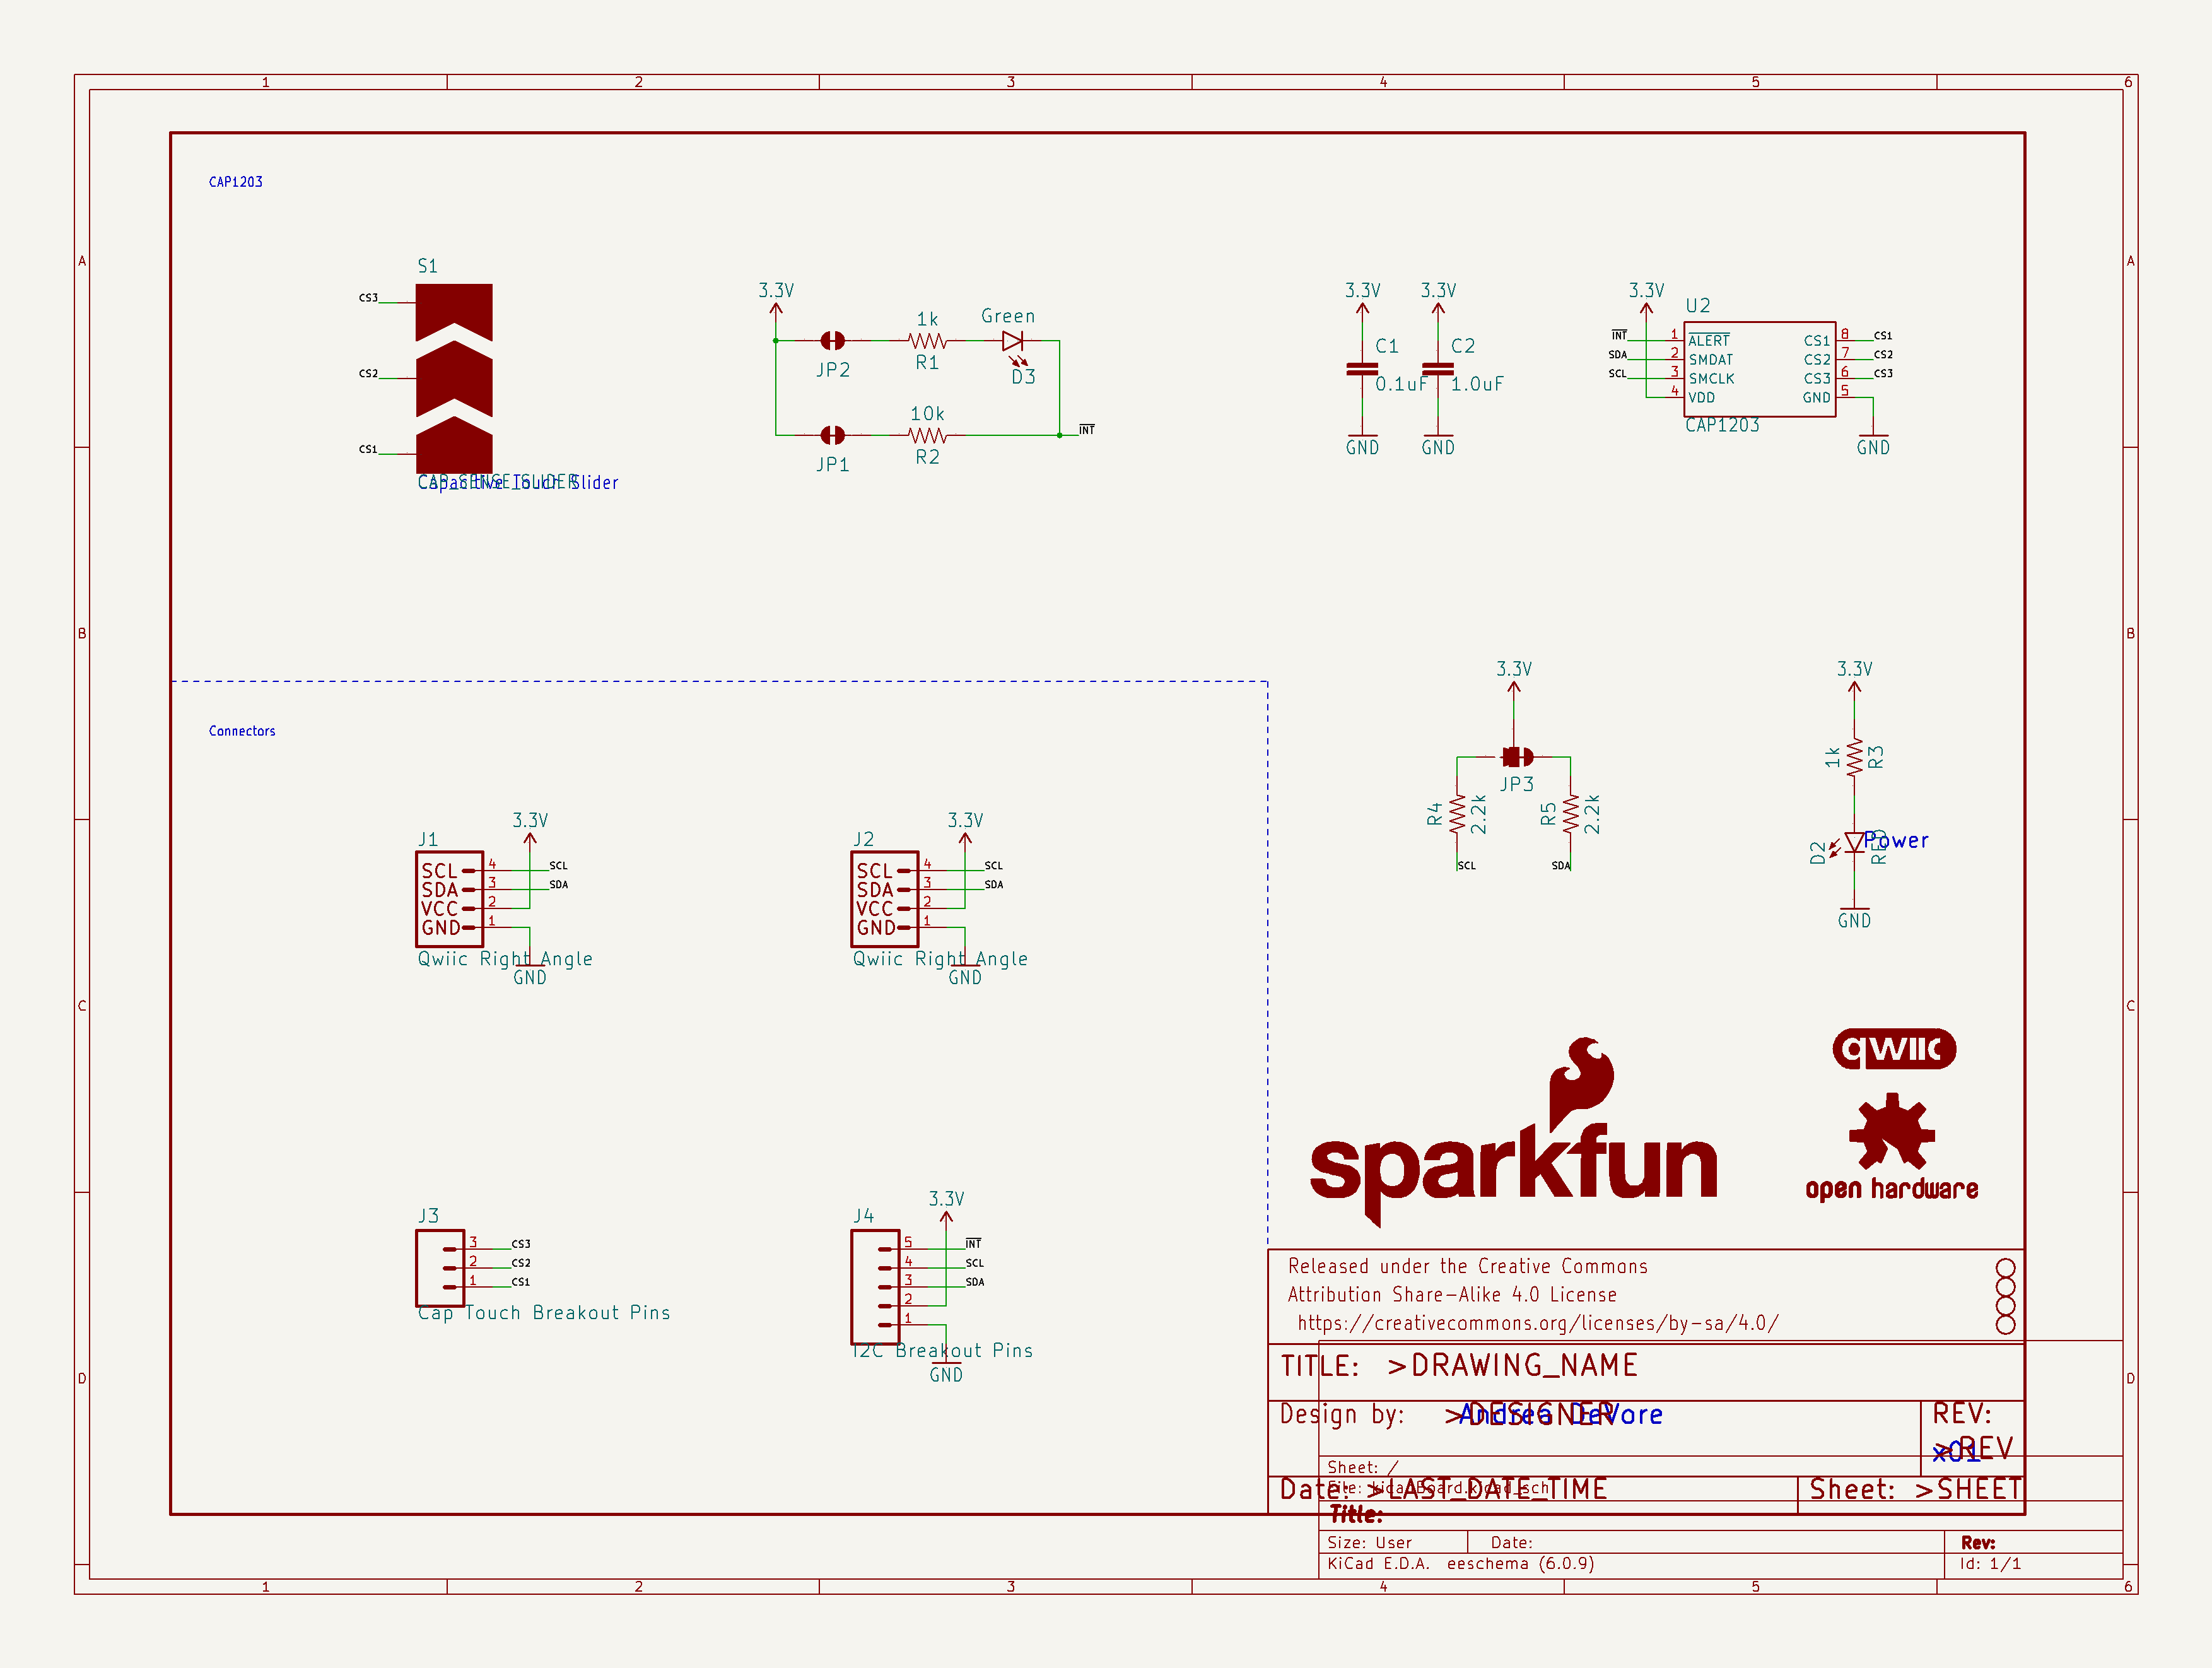 1 2 3 4 5 6
A
B
C
D
A
B
C
D
CAP1203
S1
CS3
CS2
CS1
CAP_SENSE_SLIDER
Capacitive Touch Slider
3.3V
JP2
1k
R1
Green
D3
JP1
10k
R2
INT
3.3V
C1
0.1uF
GND
3.3V
C2
1.0uF
GND
3.3V
U2
INT 1 ALERT CS1 8 CS1
SDA 2 SMDAT CS2 7 CS2
SCL 3 SMCLK CS3 6 CS3
4 VDD GND 5
CAP1203
GND
3.3V
JP3
R4
2.2k
R5
2.2k
SCL
SDA
3.3V
1k
R3
D2
RED
Power
GND
Connectors
J1
3.3V
SCL 4 SCL
SDA 3 SDA
VCC 2
GND 1
Qwiic Right Angle
GND
J2
3.3V
SCL 4 SCL
SDA 3 SDA
VCC 2
GND 1
Qwiic Right Angle
GND
J3
3 CS3
2 CS2
1 CS1
Cap Touch Breakout Pins
J4
3.3V
5 INT
4 SCL
3 SDA
2
1
I2C Breakout Pins
GND
sparkfun
qwiic
open hardware
Released under the Creative Commons
Attribution Share-Alike 4.0 License
https://creativecommons.org/licenses/by-sa/4.0/
TITLE: >DRAWING_NAME
Design by: >DESIGNER
Andrea DeVore
REV:
>REV
x01
Date: >LAST_DATE_TIME
Sheet: >SHEET
Sheet: /
File: kicadBoard.kicad_sch
Title:
Size: User Date: Rev:
KiCad E.D.A. eeschema (6.0.9) Id: 1/1
1 2 3 4 5 6